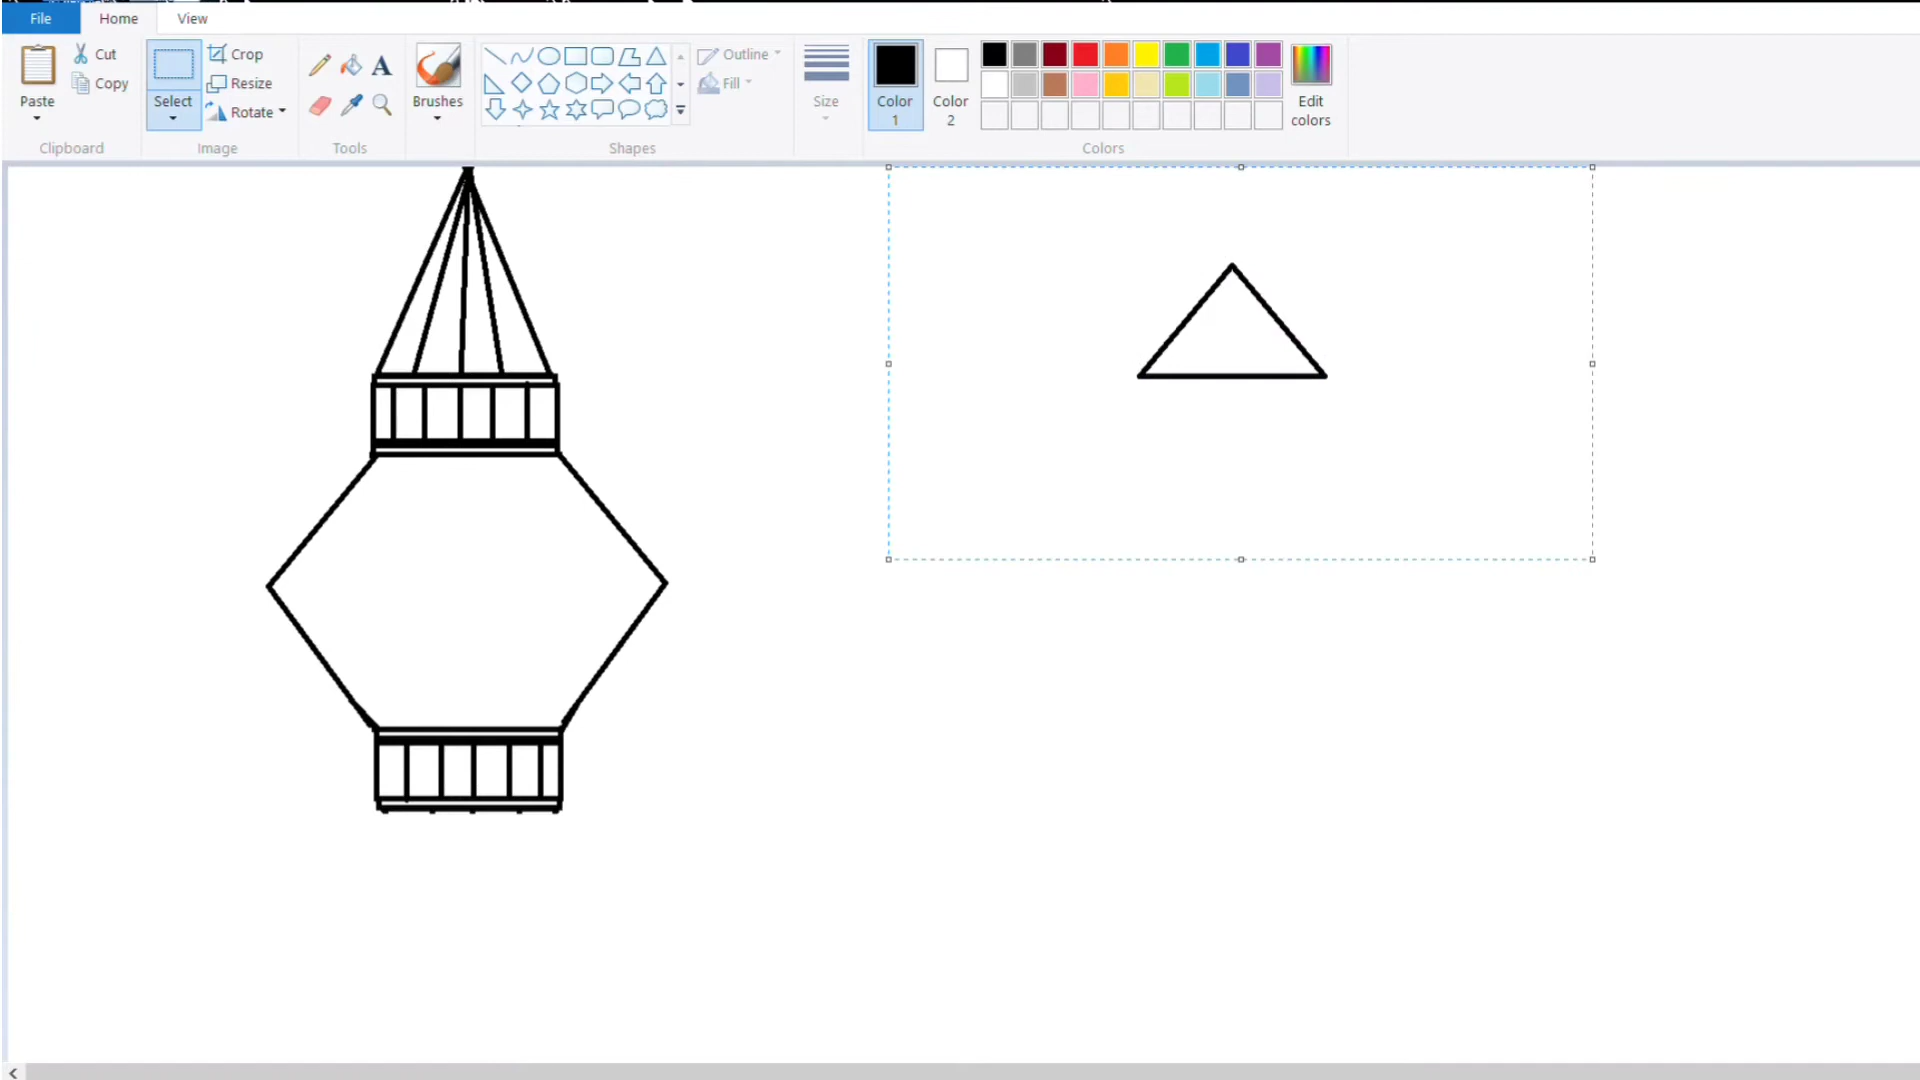 File Home View
Paste Cut Copy
Clipboard
Select Crop Resize Rotate
Image
A
Tools
Brushes
Shapes
Outline
Fill
Size
Color 1
Color 2
Edit colors
Colors